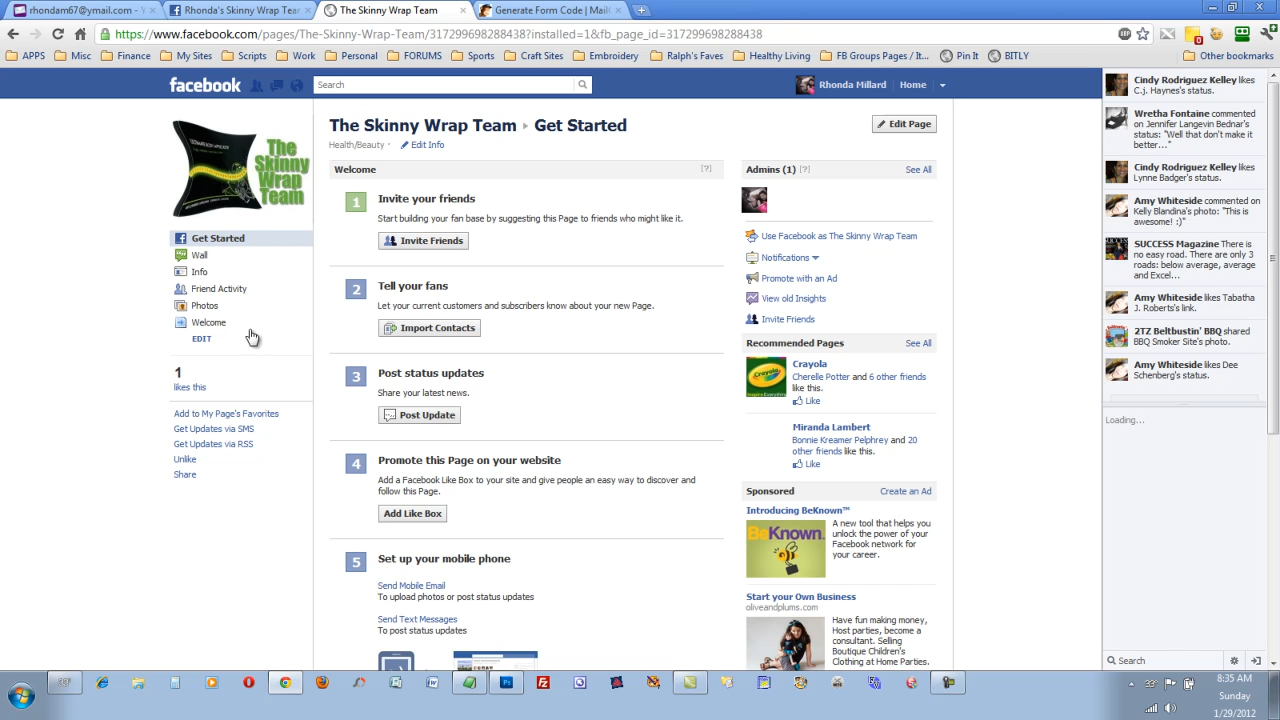 rhondam67@ymail.com - Y
Rhonda's Skinny Wrap Team
The Skinny Wrap Team
Generate Form Code | Mail
https://www.facebook.com/pages/The-Skinny-Wrap-Team/317299698288438?installed=1&fb_page_id=317299698288438
APPS
Misc
Finance
My Sites
Scripts
Work
Personal
FORUMS
Sports
Craft Sites
Embroidery
Ralph's Faves
Healthy Living
FB Groups Pages / It...
Pin It
BITLY
Other bookmarks
facebook
Search
Rhonda Millard
Home
The
Skinny
Wrap
Team
Get Started
Wall
Info
Friend Activity
Photos
Welcome
EDIT
1
likes this
Add to My Page's Favorites
Get Updates via SMS
Get Updates via RSS
Unlike
Share
The Skinny Wrap Team ▸ Get Started
Health/Beauty · Edit Info
Edit Page
Welcome
[?]
1
Invite your friends
Start building your fan base by suggesting this Page to friends who might like it.
Invite Friends
2
Tell your fans
Let your current customers and subscribers know about your new Page.
Import Contacts
3
Post status updates
Share your latest news.
Post Update
4
Promote this Page on your website
Add a Facebook Like Box to your site and give people an easy way to discover and
follow this Page.
Add Like Box
5
Set up your mobile phone
Send Mobile Email
To upload photos or post status updates
Send Text Messages
To post status updates
Admins (1) [?]
See All
Use Facebook as The Skinny Wrap Team
Notifications
Promote with an Ad
View old Insights
Invite Friends
Recommended Pages
See All
Crayola
Crayola
Cherelle Potter and 6 other friends
like this.
Like
Miranda Lambert
Bonnie Kreamer Pelphrey and 20
other friends like this.
Like
Sponsored
Create an Ad
Introducing BeKnown™
BeKnown
A new tool that helps you
unlock the power of your
Facebook network for
your career.
Start your Own Business
oliveandplums.com
Have fun making money,
Host parties, become a
consultant. Selling
Boutique Children's
Clothing at Home Parties.
Cindy Rodriguez Kelley likes
C.j. Haynes's status.
Wretha Fontaine commented
on Jennifer Langevin Bednar's
status: "Well that don't make it
better..."
Cindy Rodriguez Kelley likes
Lynne Badger's status.
Amy Whiteside commented on
Kelly Blandina's photo: "This is
awesome! :)"
SUCCESS Magazine There is
no easy road. There are only 3
roads: below average, average
and Excel...
Amy Whiteside likes Tabatha
J. Roberts's link.
2TZ Beltbustin' BBQ shared
BBQ Smoker Site's photo.
Amy Whiteside likes Dee
Schenberg's status.
Loading...
Search
8:35 AM
Sunday
1/29/2012